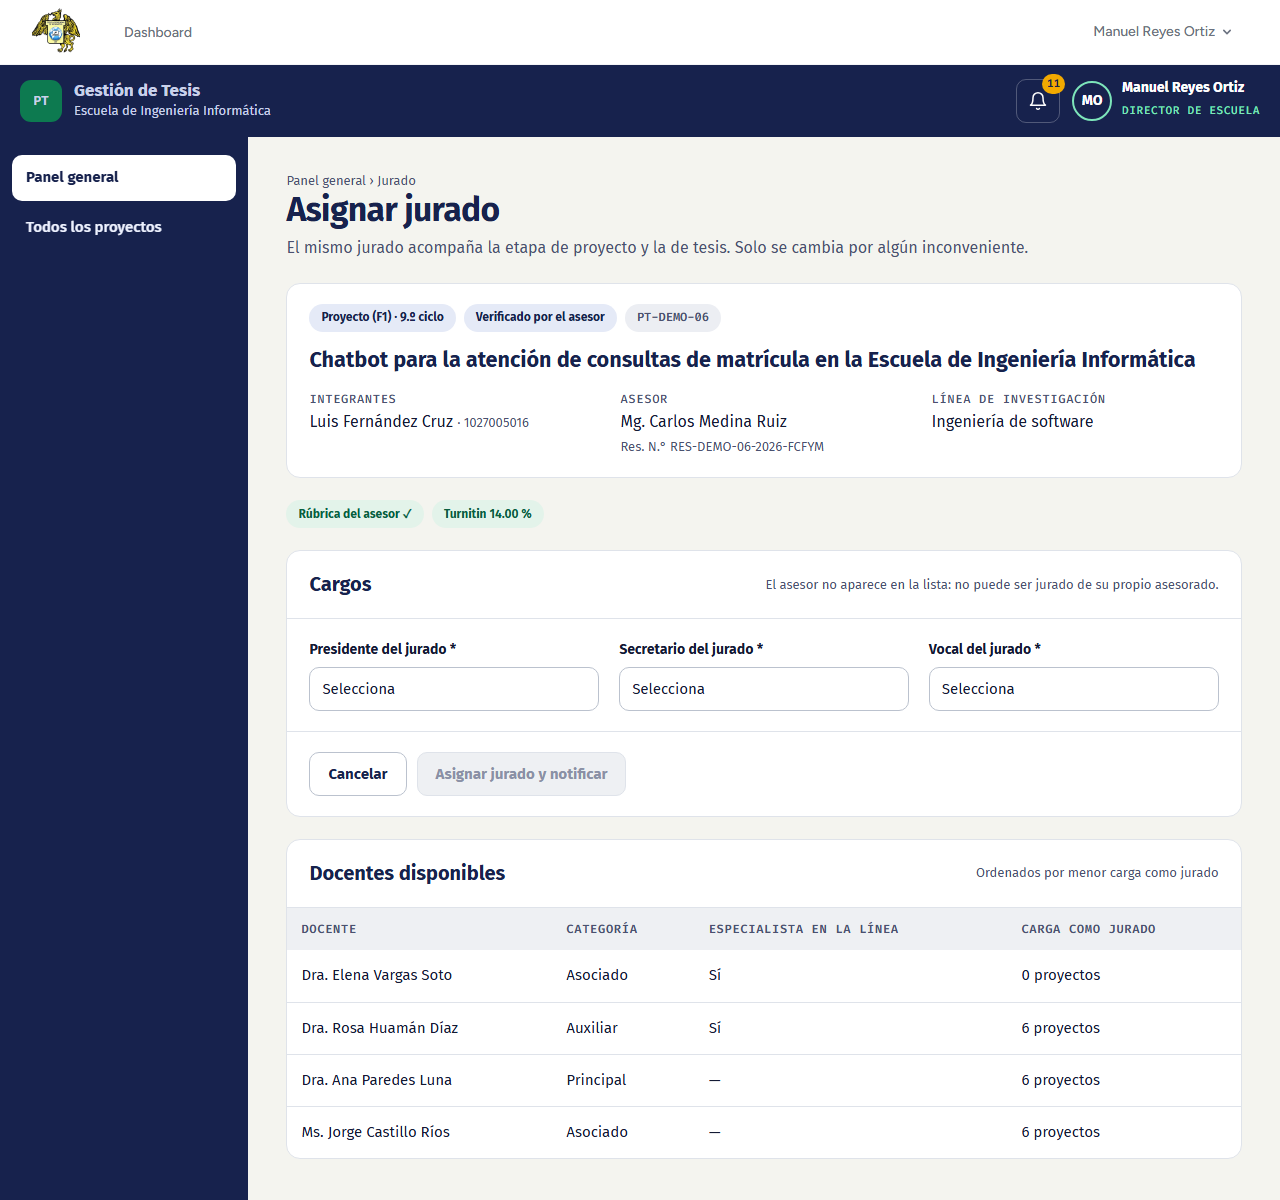 Dashboard
Manuel Reyes Ortiz
PT
Gestión de Tesis
Escuela de Ingeniería Informática
11
MO
Manuel Reyes Ortiz
DIRECTOR DE ESCUELA
Panel general
Todos los proyectos
Panel general › Jurado
Asignar jurado
El mismo jurado acompaña la etapa de proyecto y la de tesis. Solo se cambia por algún inconveniente.
Proyecto (F1) · 9.º ciclo
Verificado por el asesor
PT-DEMO-06
Chatbot para la atención de consultas de matrícula en la Escuela de Ingeniería Informática
INTEGRANTES
Luis Fernández Cruz · 1027005016
ASESOR
Mg. Carlos Medina Ruiz
Res. N.° RES-DEMO-06-2026-FCFYM
LÍNEA DE INVESTIGACIÓN
Ingeniería de software
Rúbrica del asesor ✓
Turnitin 14.00 %
Cargos
El asesor no aparece en la lista: no puede ser jurado de su propio asesorado.
Presidente del jurado *
Secretario del jurado *
Vocal del jurado *
Selecciona
Selecciona
Selecciona
Cancelar
Asignar jurado y notificar
Docentes disponibles
Ordenados por menor carga como jurado
DOCENTE CATEGORÍA ESPECIALISTA EN LA LÍNEA CARGA COMO JURADO
Dra. Elena Vargas Soto Asociado Sí 0 proyectos
Dra. Rosa Huamán Díaz Auxiliar Sí 6 proyectos
Dra. Ana Paredes Luna Principal — 6 proyectos
Ms. Jorge Castillo Ríos Asociado — 6 proyectos